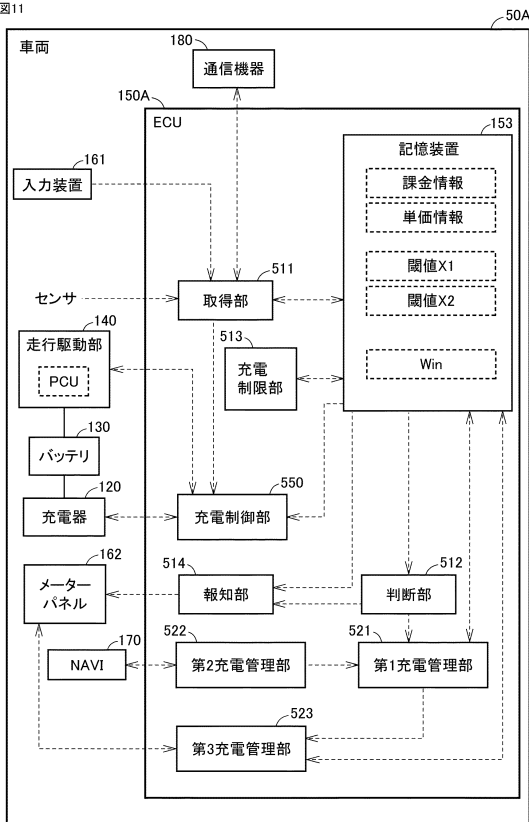 図11
50A
車両
180
通信機器
150A
ECU
153
記憶装置
課金情報
単価情報
閾値X1
閾値X2
Win
161
入力装置
511
センサ
取得部
140
走行駆動部
PCU
513
充電
制限部
130
バッテリ
120
充電器
550
充電制御部
162
メーター
パネル
514
報知部
512
判断部
170
NAVI
522
第2充電管理部
521
第1充電管理部
523
第3充電管理部